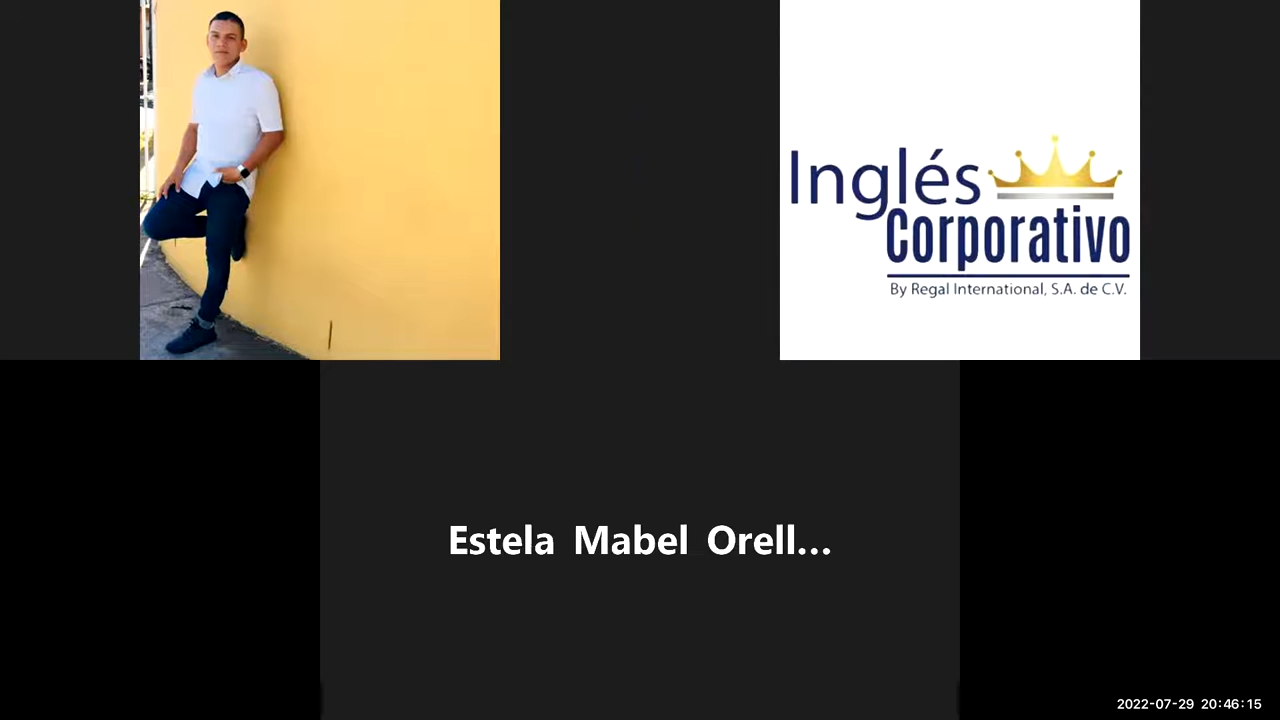 Inglés
Corporativo
By Regal International, S.A. de C.V.
Estela Mabel Orell...
2022-07-29 20:46:15